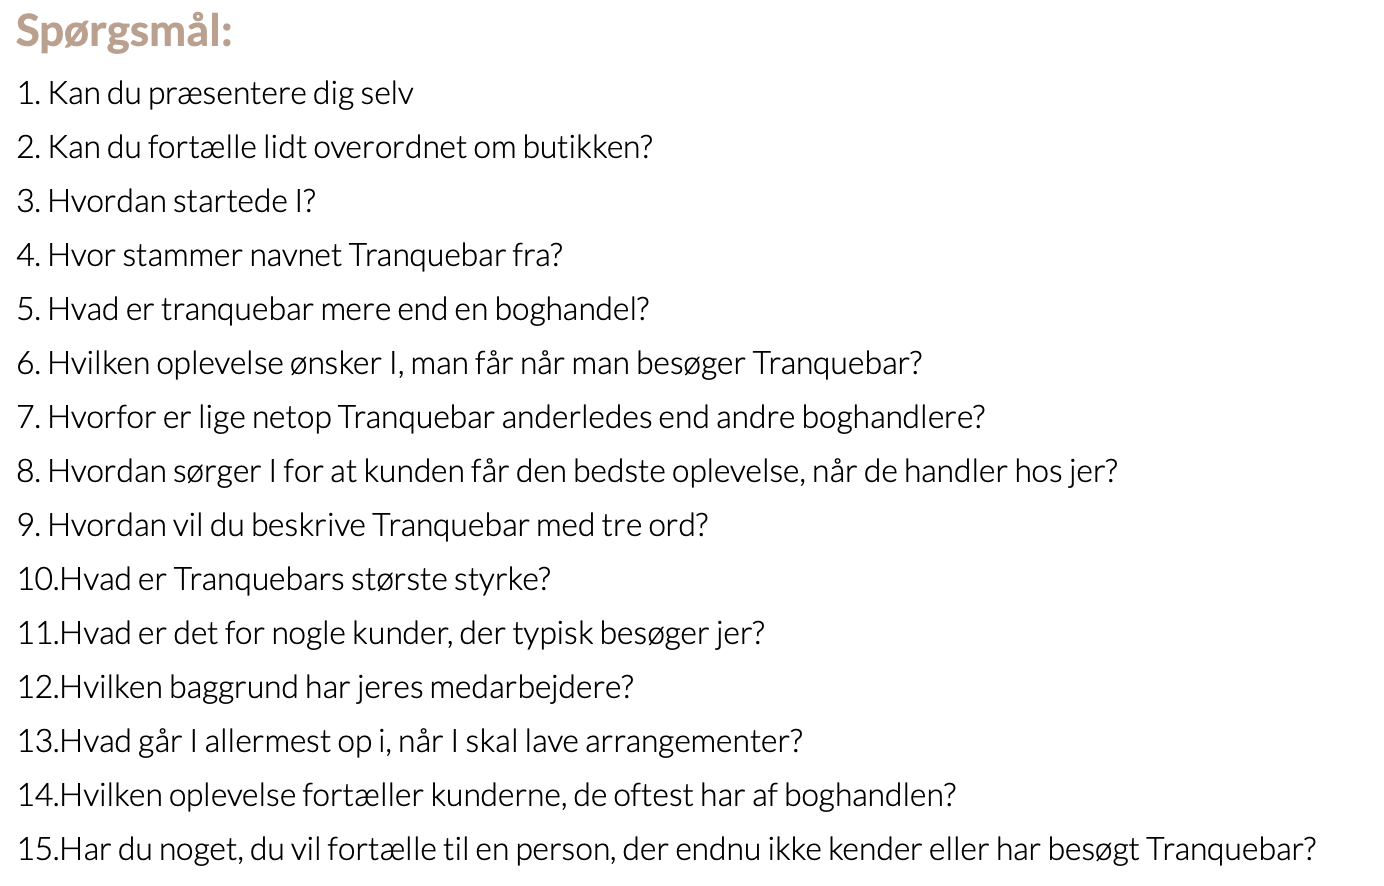 Spørgsmål:
1. Kan du præsentere dig selv
2. Kan du fortælle lidt overordnet om butikken?
3. Hvordan startede I?
4. Hvor stammer navnet Tranquebar fra?
5. Hvad er tranquebar mere end en boghandel?
6. Hvilken oplevelse ønsker I, man får når man besøger Tranquebar?
7. Hvorfor er lige netop Tranquebar anderledes end andre boghandlere?
8. Hvordan sørger I for at kunden får den bedste oplevelse, når de handler hos jer?
9. Hvordan vil du beskrive Tranquebar med tre ord?
10.Hvad er Tranquebars største styrke?
11.Hvad er det for nogle kunder, der typisk besøger jer?
12.Hvilken baggrund har jeres medarbejdere?
13.Hvad går I allermest op i, når I skal lave arrangementer?
14.Hvilken oplevelse fortæller kunderne, de oftest har af boghandlen?
15.Har du noget, du vil fortælle til en person, der endnu ikke kender eller har besøgt Tranquebar?